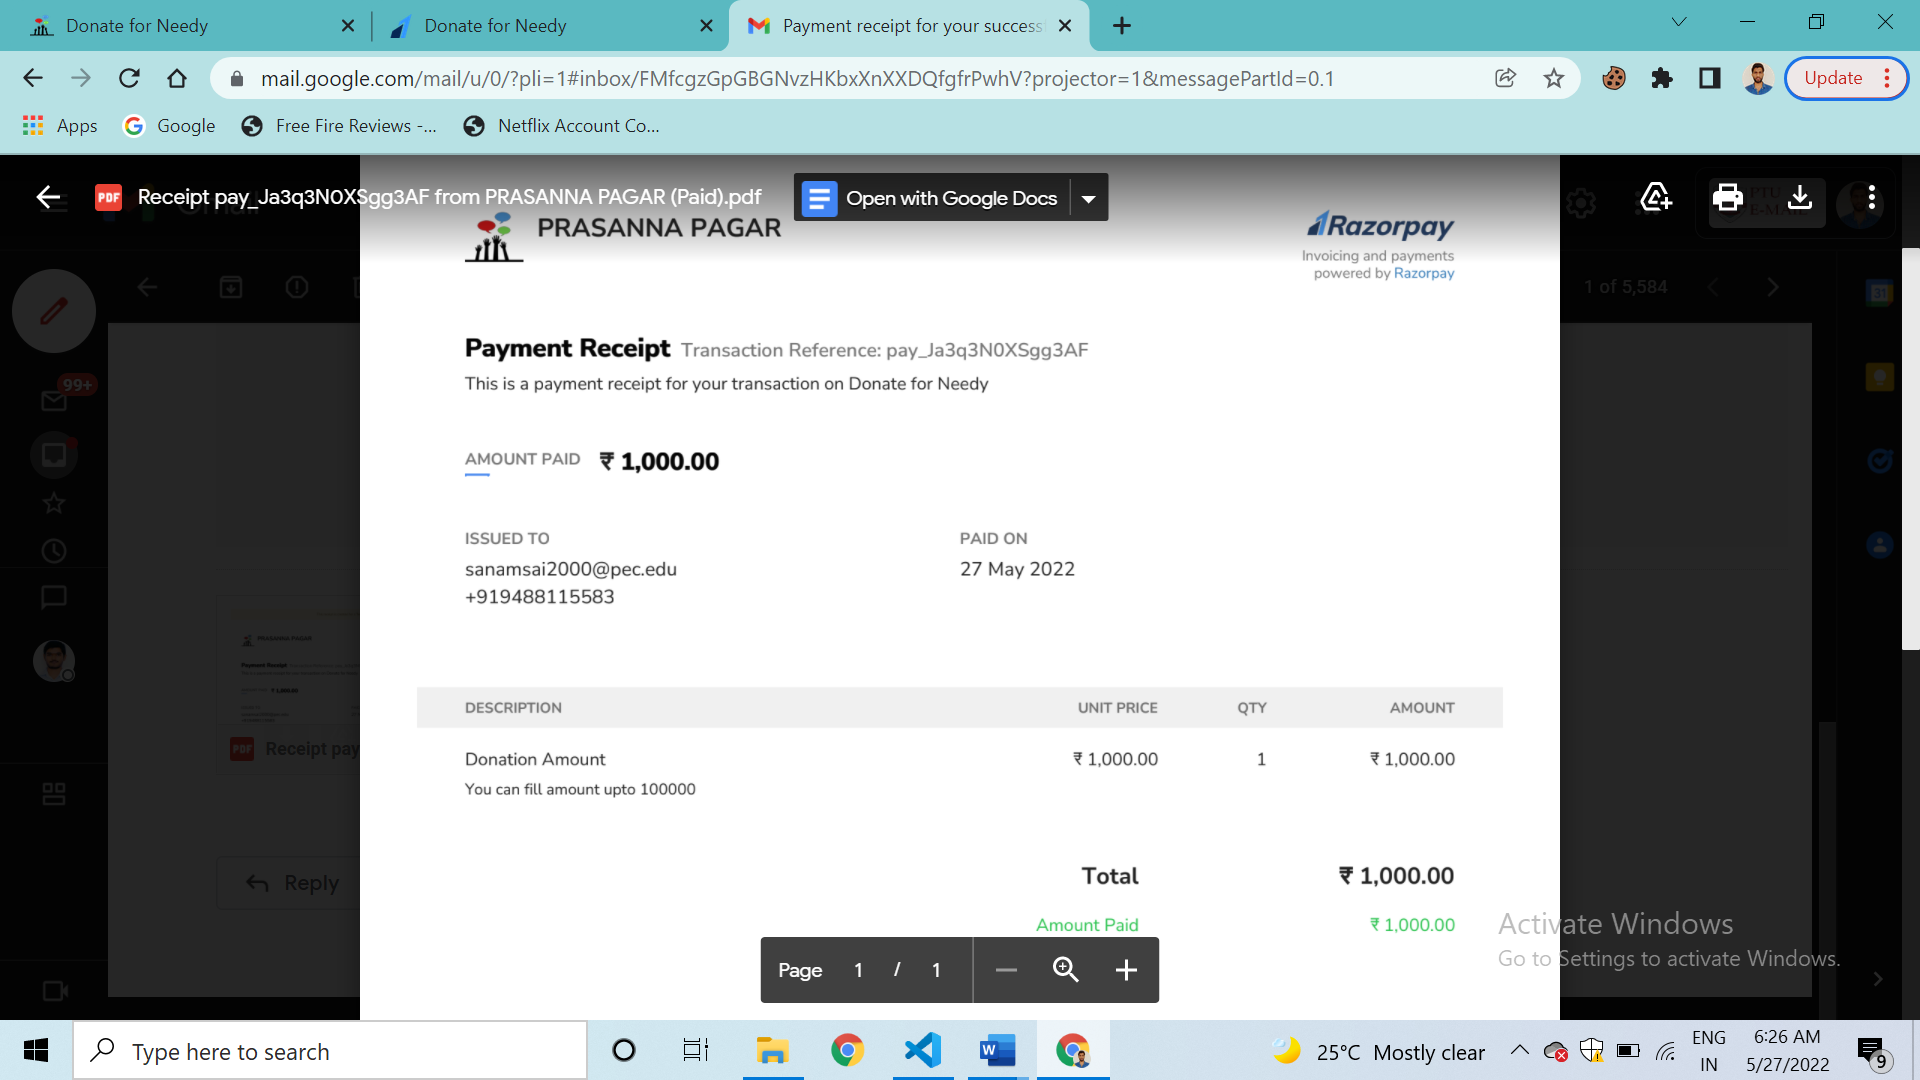 Donate for Needy
Donate for Needy
Payment receipt for your success
mail.google.com/mail/u/0/?pli=1#inbox/FMfcgzGpGBGNvzHKbxXnXXDQfgfrPwhV?projector=1&messagePartId=0.1
Update
Apps
Google
Free Fire Reviews -...
Netflix Account Co...
PDF
Receipt pay_Ja3q3N0XSgg3AF from PRASANNA PAGAR (Paid).pdf
Open with Google Docs
PRASANNA PAGAR
Razorpay
Invoicing and payments
powered by Razorpay
1 of 5,584
31
Payment Receipt Transaction Reference: pay_Ja3q3N0XSgg3AF
This is a payment receipt for your transaction on Donate for Needy
99+
AMOUNT PAID ₹ 1,000.00
ISSUED TO
PAID ON
sanamsai2000@pec.edu
27 May 2022
+919488115583
DESCRIPTION UNIT PRICE QTY AMOUNT
Donation Amount ₹ 1,000.00 1 ₹ 1,000.00
You can fill amount upto 100000
PDF Receipt pay
Reply
Total ₹ 1,000.00
Amount Paid ₹ 1,000.00
Activate Windows
Go to Settings to activate Windows.
Page 1 / 1
Type here to search
W
25°C Mostly clear
ENG
IN
6:26 AM
5/27/2022
9